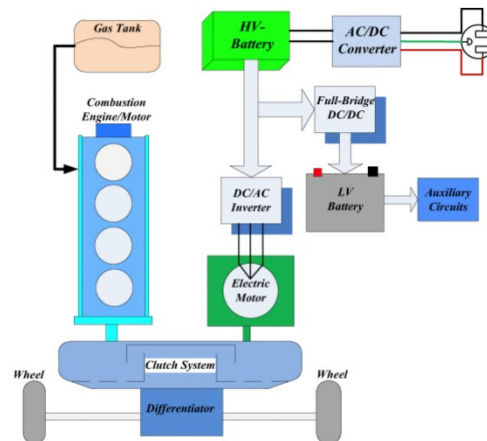 Gas Tank
HV-
Battery
AC/DC
Converter
Combustion
Engine/Motor
Full-Bridge
DC/DC
DC/AC
Inverter
LV
Battery
Auxiliary
Circuits
Electric
Motor
Clutch System
Wheel
Wheel
Differentiator